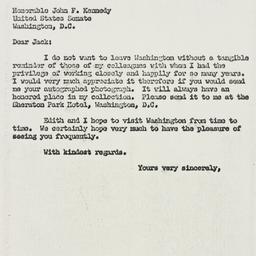 Honorable John F. Kennedy
United States Senate
Washington, D.C.
Dear Jack:
I do not want to leave Washington without a tangible
reminder of those of my colleagues with whom I had the
privilege of working closely and happily for so many years.
I would very much appreciate it therefore if you would send
me your autographed photograph. It will always have an
honored place in my collection. Please send it to me at the
Sheraton Park Hotel, Washington, D.C.
Edith and I hope to visit Washington from time to
time. We certainly hope very much to have the pleasure of
seeing you frequently.
With kindest regards.
Yours very sincerely,